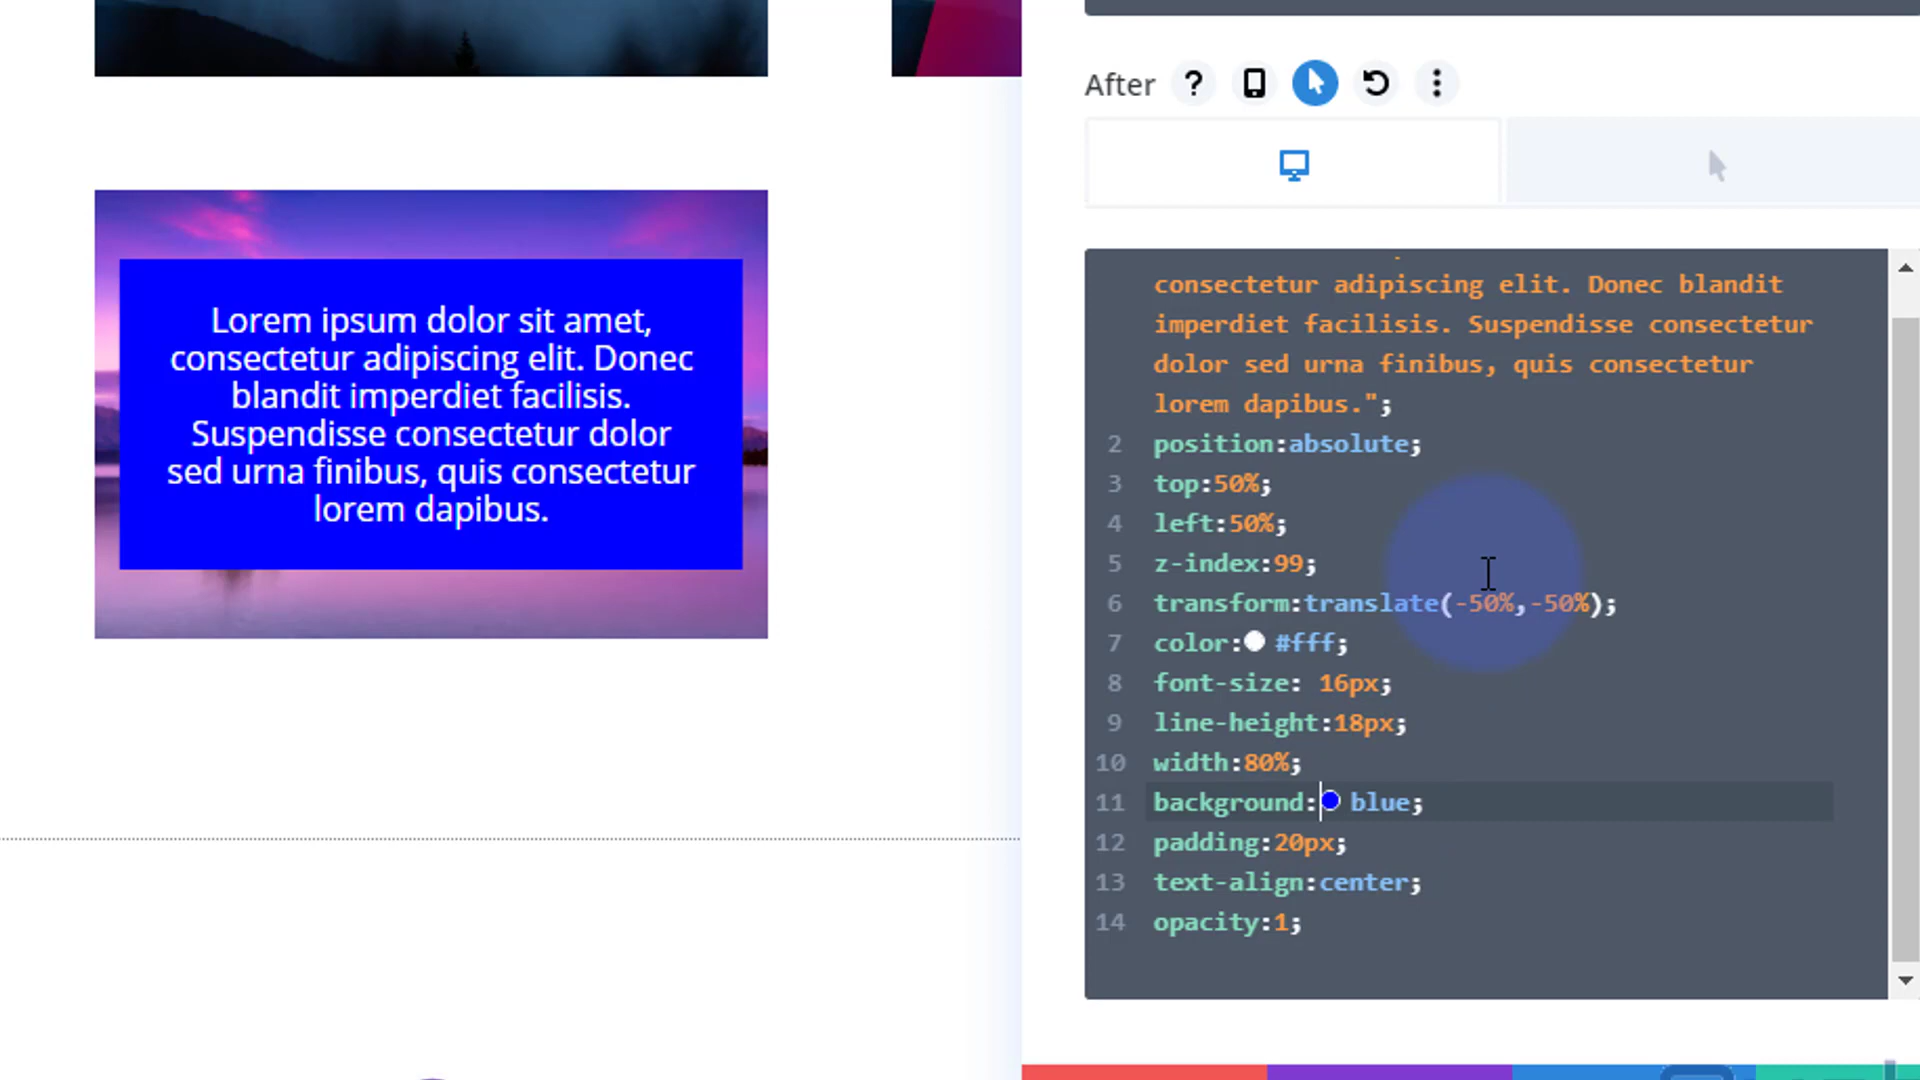 After ?
Lorem ipsum dolor sit amet,
consectetur adipiscing elit. Donec
blandit imperdiet facilisis.
Suspendisse consectetur dolor
sed urna finibus, quis consectetur
lorem dapibus.
consectetur adipiscing elit. Donec blandit
imperdiet facilisis. Suspendisse consectetur
dolor sed urna finibus, quis consectetur
lorem dapibus.";
2 position:absolute;
3 top:50%;
4 left:50%;
5 z-index:99;
6 transform:translate(-50%,-50%);
7 color: #fff;
8 font-size: 16px;
9 line-height:18px;
10 width:80%;
11 background: blue;
12 padding:20px;
13 text-align:center;
14 opacity:1;